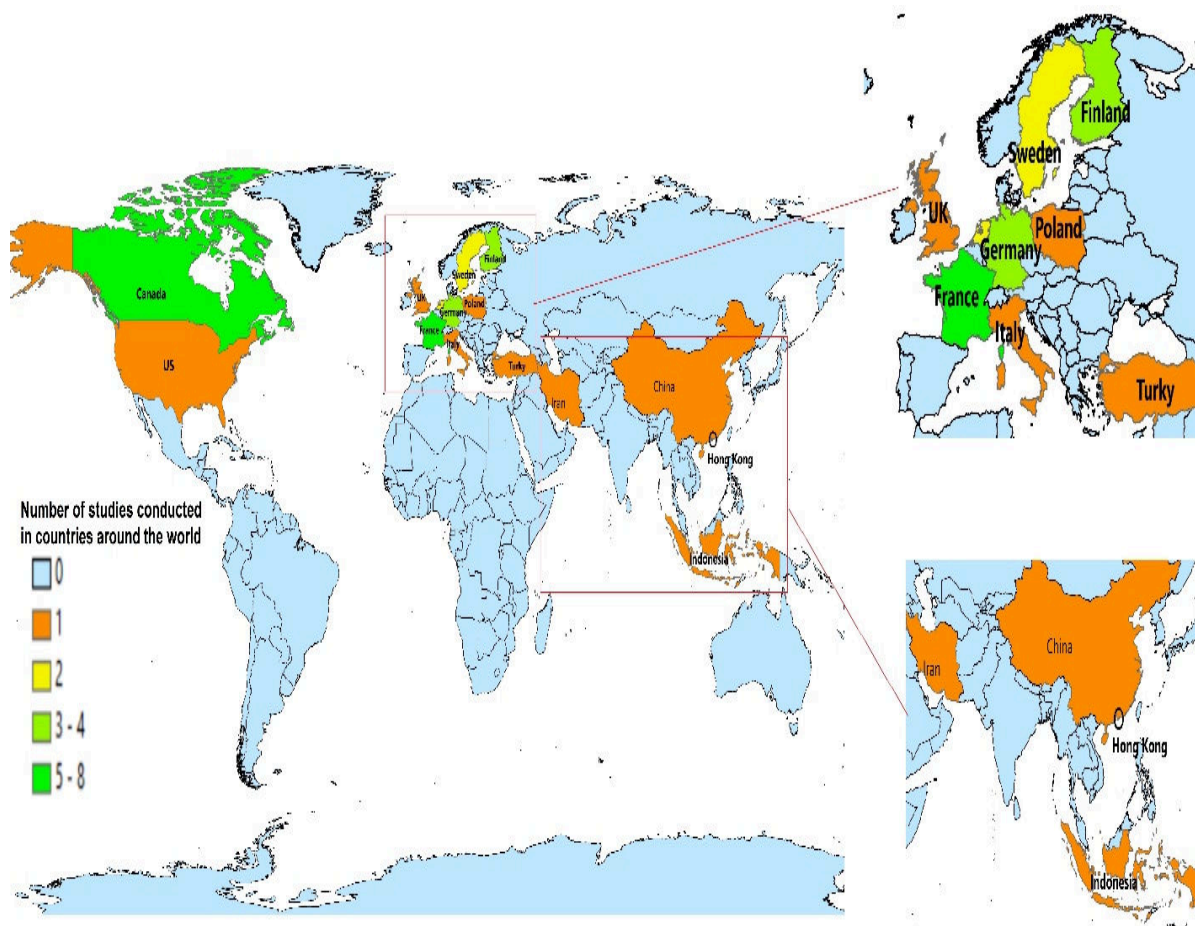 Canada
US
Sweden
Finland
UK
Germany
Poland
France
Italy
Turky
Iran
China
Hong Kong
Indonesia
Number of studies conducted
in countries around the world
0
1
2
3 - 4
5 - 8
Finland
Sweden
UK
Poland
Germany
France
Italy
Turky
China
Iran
Hong Kong
Indonesia